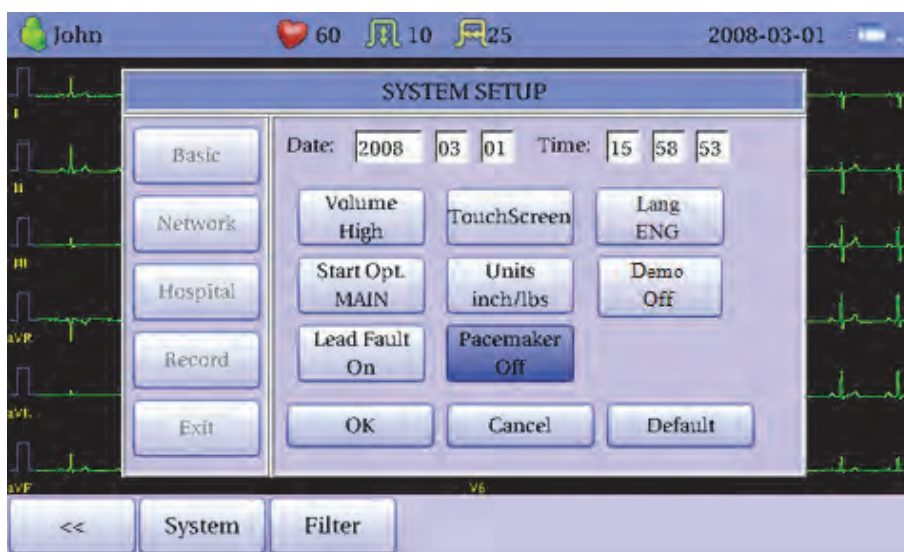 John 60 10 25 2008-03-01
SYSTEM SETUP
I
II
III
aVR
aVL
aVF
V6
Basic
Network
Hospital
Record
Exit
Date: 2008 03 01 Time: 15 58 53
Volume
High
TouchScreen
Lang
ENG
Start Opt.
MAIN
Units
inch/lbs
Demo
Off
Lead Fault
On
Pacemaker
Off
OK Cancel Default
<< System Filter